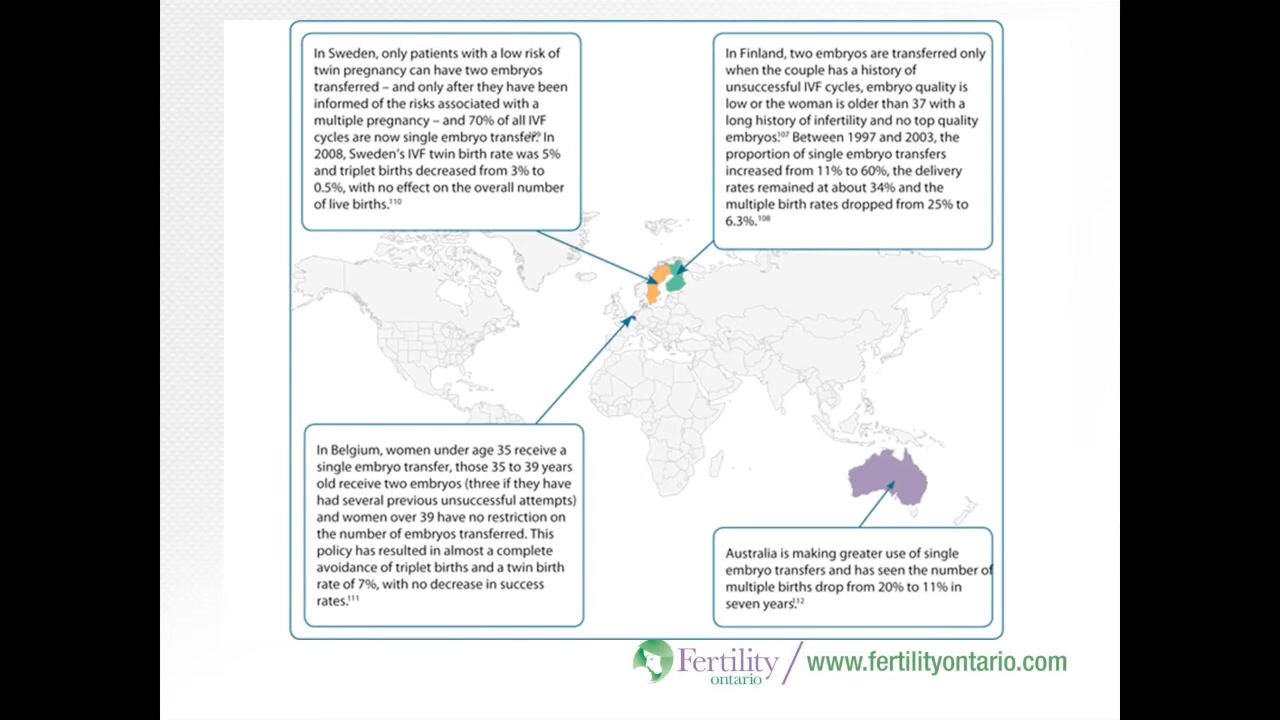 In Sweden, only patients with a low risk of
twin pregnancy can have two embryos
transferred – and only after they have been
informed of the risks associated with a
multiple pregnancy – and 70% of all IVF
cycles are now single embryo transfer.109 In
2008, Sweden's IVF twin birth rate was 5%
and triplet births decreased from 3% to
0.5%, with no effect on the overall number
of live births.110
In Finland, two embryos are transferred only
when the couple has a history of
unsuccessful IVF cycles, embryo quality is
low or the woman is older than 37 with a
long history of infertility and no top quality
embryos.107 Between 1997 and 2003, the
proportion of single embryo transfers
increased from 11% to 60%, the delivery
rates remained at about 34% and the
multiple birth rates dropped from 25% to
6.3%.108
In Belgium, women under age 35 receive a
single embryo transfer, those 35 to 39 years
old receive two embryos (three if they have
had several previous unsuccessful attempts)
and women over 39 have no restriction on
the number of embryos transferred. This
policy has resulted in almost a complete
avoidance of triplet births and a twin birth
rate of 7%, with no decrease in success
rates.111
Australia is making greater use of single
embryo transfers and has seen the number of
multiple births drop from 20% to 11% in
seven years.112
Fertility
ontario
www.fertilityontario.com